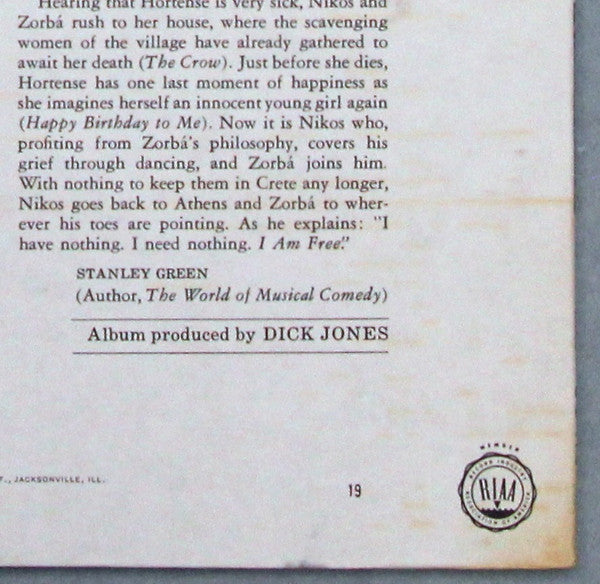 Hearing that Hortense is very sick, Nikos and
Zorbá rush to her house, where the scavenging
women of the village have already gathered to
await her death (The Crow). Just before she dies,
Hortense has one last moment of happiness as
she imagines herself an innocent young girl again
(Happy Birthday to Me). Now it is Nikos who,
profiting from Zorbá's philosophy, covers his
grief through dancing, and Zorbá joins him.
With nothing to keep them in Crete any longer,
Nikos goes back to Athens and Zorbá to wher-
ever his toes are pointing. As he explains: "I
have nothing. I need nothing. I Am Free."
STANLEY GREEN
(Author, The World of Musical Comedy)
Album produced by DICK JONES
., JACKSONVILLE, ILL.
19
MEMBER
RECORD INDUSTRY
RIAA
ASSOCIATION OF AMERICA